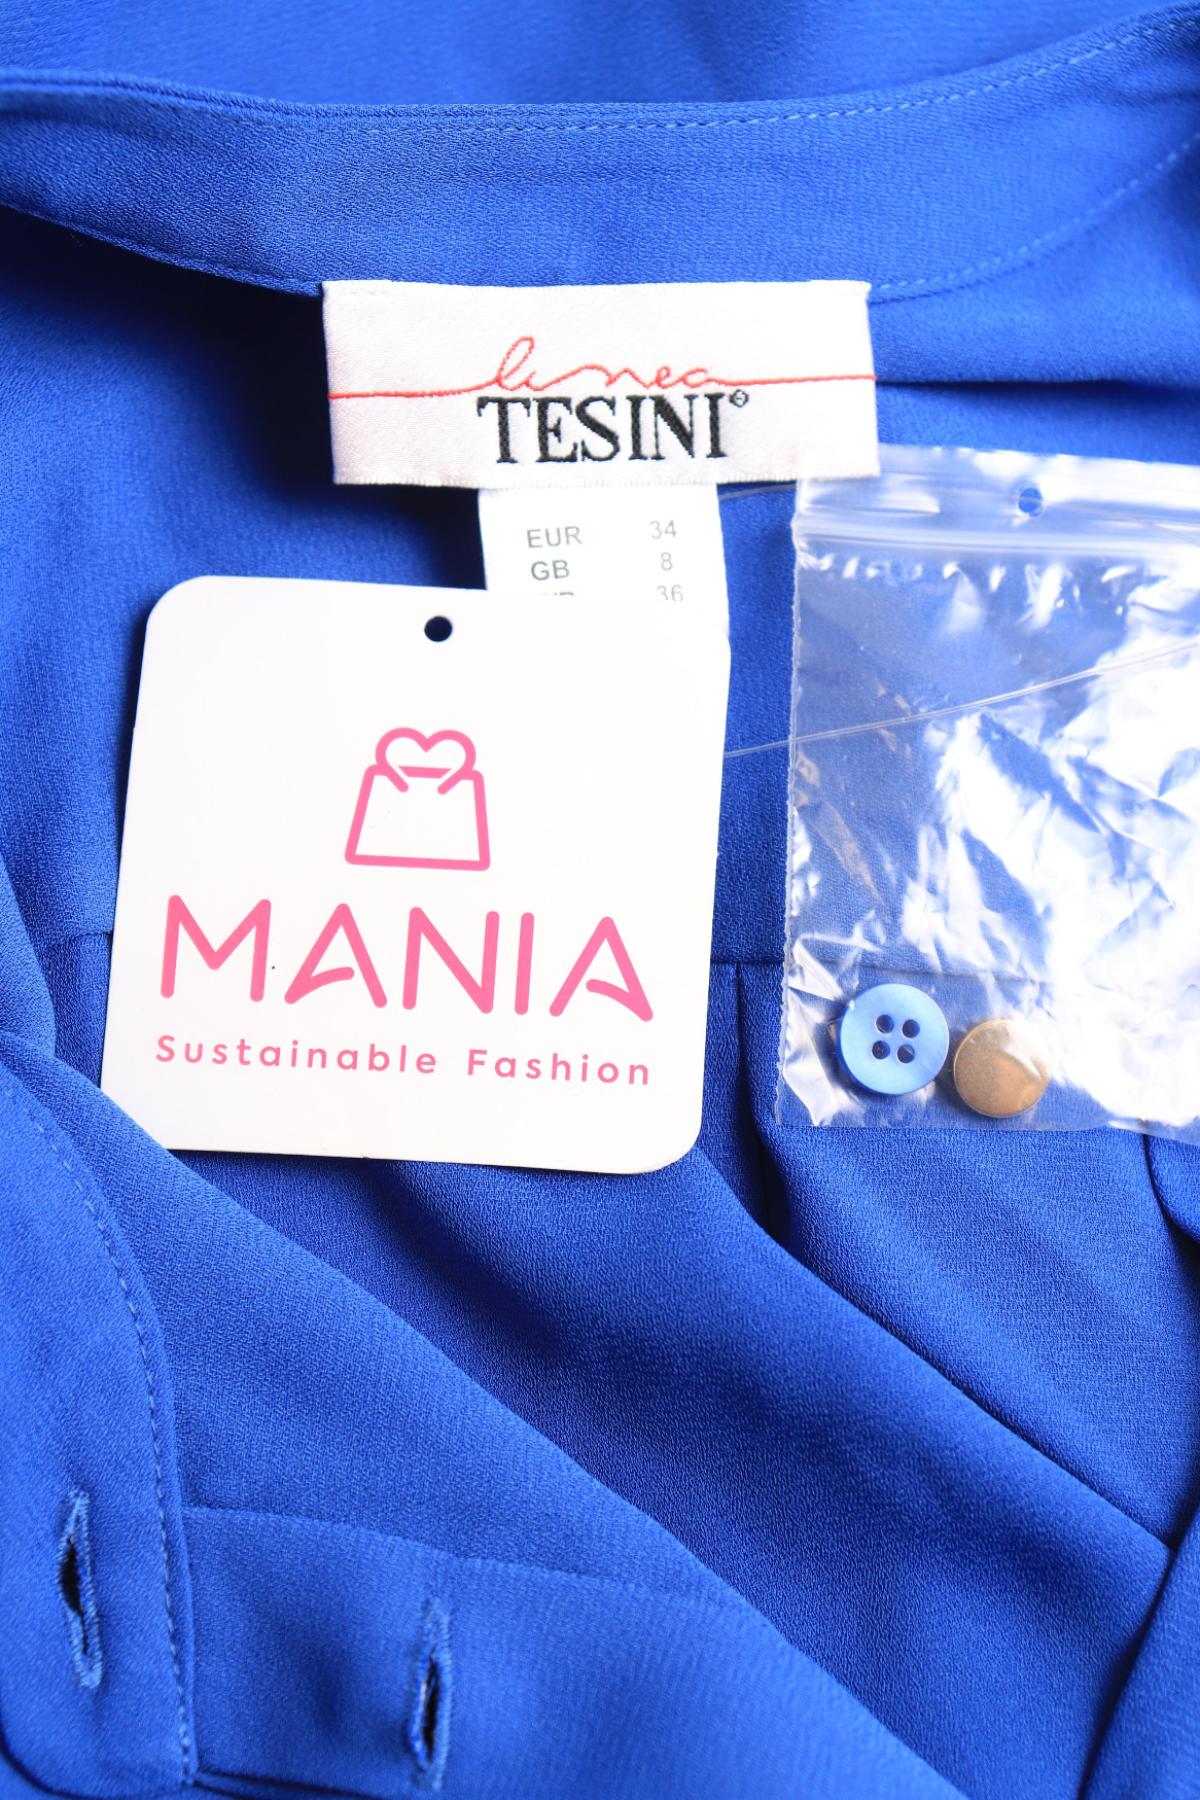 linea
TESINI®
EUR 34
GB 8
36
MANIA
Sustainable Fashion